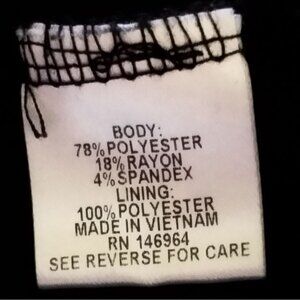 BODY:
78% POLYESTER
18% RAYON
4% SPANDEX
LINING:
100% POLYESTER
MADE IN VIETNAM
RN 146964
SEE REVERSE FOR CARE